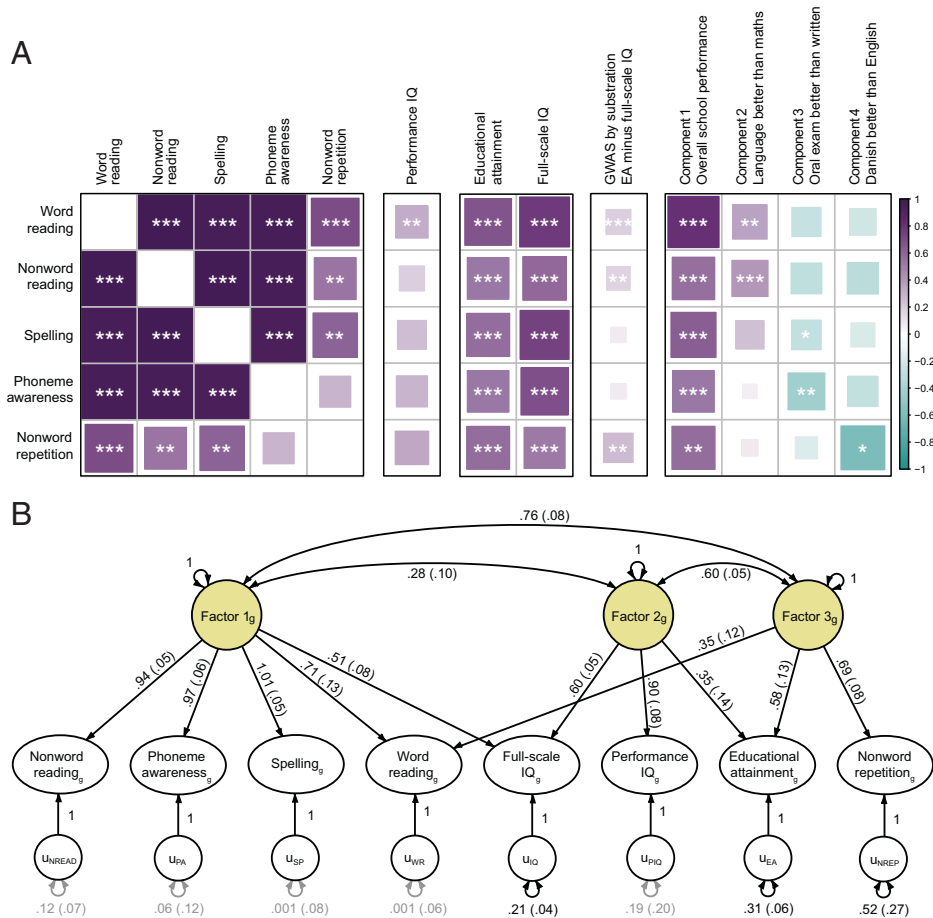 A
Word
reading
Nonword
reading
Spelling
Phoneme
awareness
Nonword
repetition
Performance IQ
Educational
attainment
Full-scale IQ
GWAS by substration
EA minus full-scale IQ
Component 1
Overall school performance
Component 2
Language better than maths
Component 3
Oral exam better than written
Component 4
Danish better than English
Word
reading
*** *** *** *** ** *** *** *** *** **
Nonword
reading
*** *** *** ** *** *** ** *** ***
Spelling
*** *** *** ** *** *** *** *
Phoneme
awareness
*** *** *** *** *** *** **
Nonword
repetition
*** ** ** *** *** ** ** *
1
0.8
0.6
0.4
0.2
0
-0.2
-0.4
-0.6
-0.8
-1
B
.76 (.08)
.28 (.10)
.60 (.05)
1
1
1
Factor 1g
Factor 2g
Factor 3g
.94 (.05)
.97 (.06)
1.01 (.05)
.71 (.13)
.51 (.08)
.60 (.05)
.90 (.08)
.35 (.14)
.35 (.12)
.58 (.13)
.69 (.08)
Nonword
reading g
Phoneme
awareness g
Spelling g
Word
reading g
Full-scale
IQ g
Performance
IQ g
Educational
attainment g
Nonword
repetition g
1 1 1 1 1 1 1 1
uNREAD uPA uSP uWR uIQ uPIQ uEA uNREP
.12 (.07) .06 (.12) .001 (.08) .001 (.06) .21 (.04) .19 (.20) .31 (.06) .52 (.27)